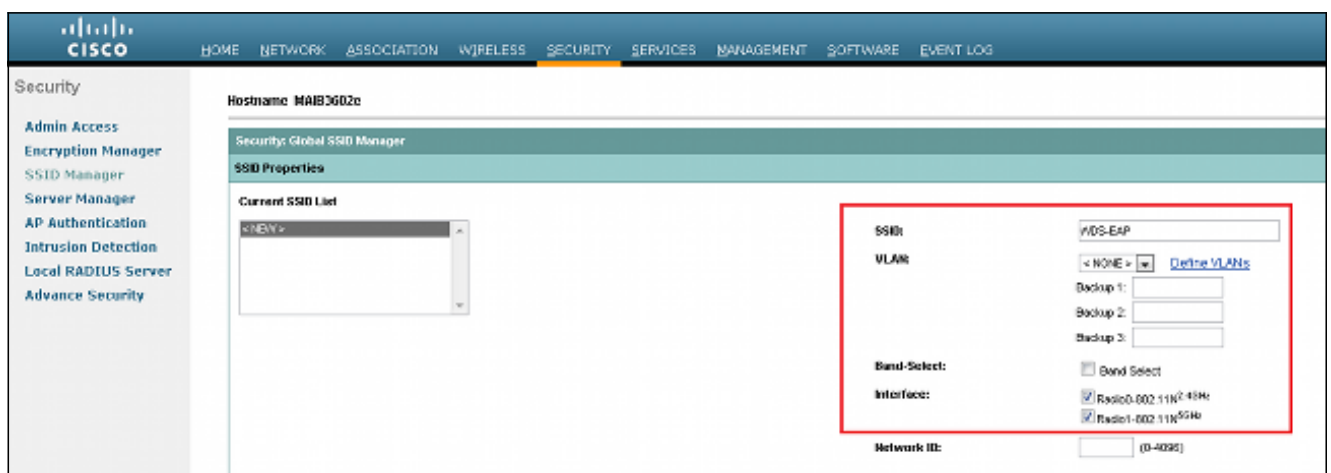 CISCO
HOME NETWORK ASSOCIATION WIRELESS SECURITY SERVICES MANAGEMENT SOFTWARE EVENT LOG
Security
Admin Access
Encryption Manager
SSID Manager
Server Manager
AP Authentication
Intrusion Detection
Local RADIUS Server
Advance Security
Hostname MAIB3602e
Security: Global SSID Manager
SSID Properties
Current SSID List
< NEW >
SSID:
WDS-EAP
VLAN:
< NONE >
Define VLANs
Backup 1:
Backup 2:
Backup 3:
Band-Select:
Band Select
Interface:
Radio0-802.11N2.4GHz
Radio1-802.11N5GHz
Network ID:
(0-4096)